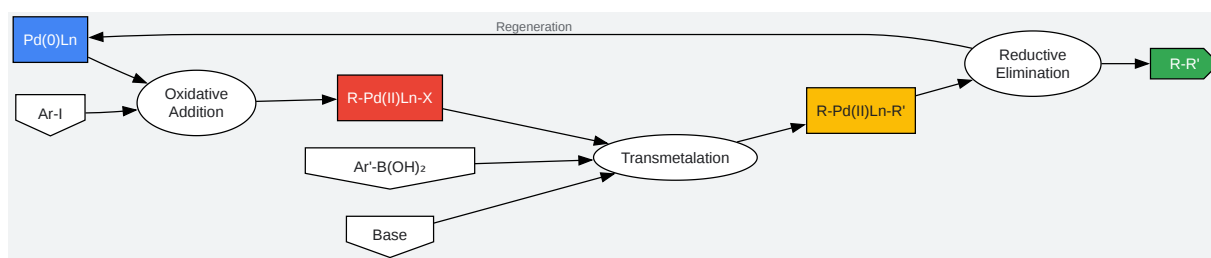 Pd(0)Ln
Regeneration
Reductive
Elimination
R-R'
Oxidative
Addition
Ar-I
R-Pd(II)Ln-X
R-Pd(II)Ln-R'
Ar'-B(OH)₂
Transmetalation
Base